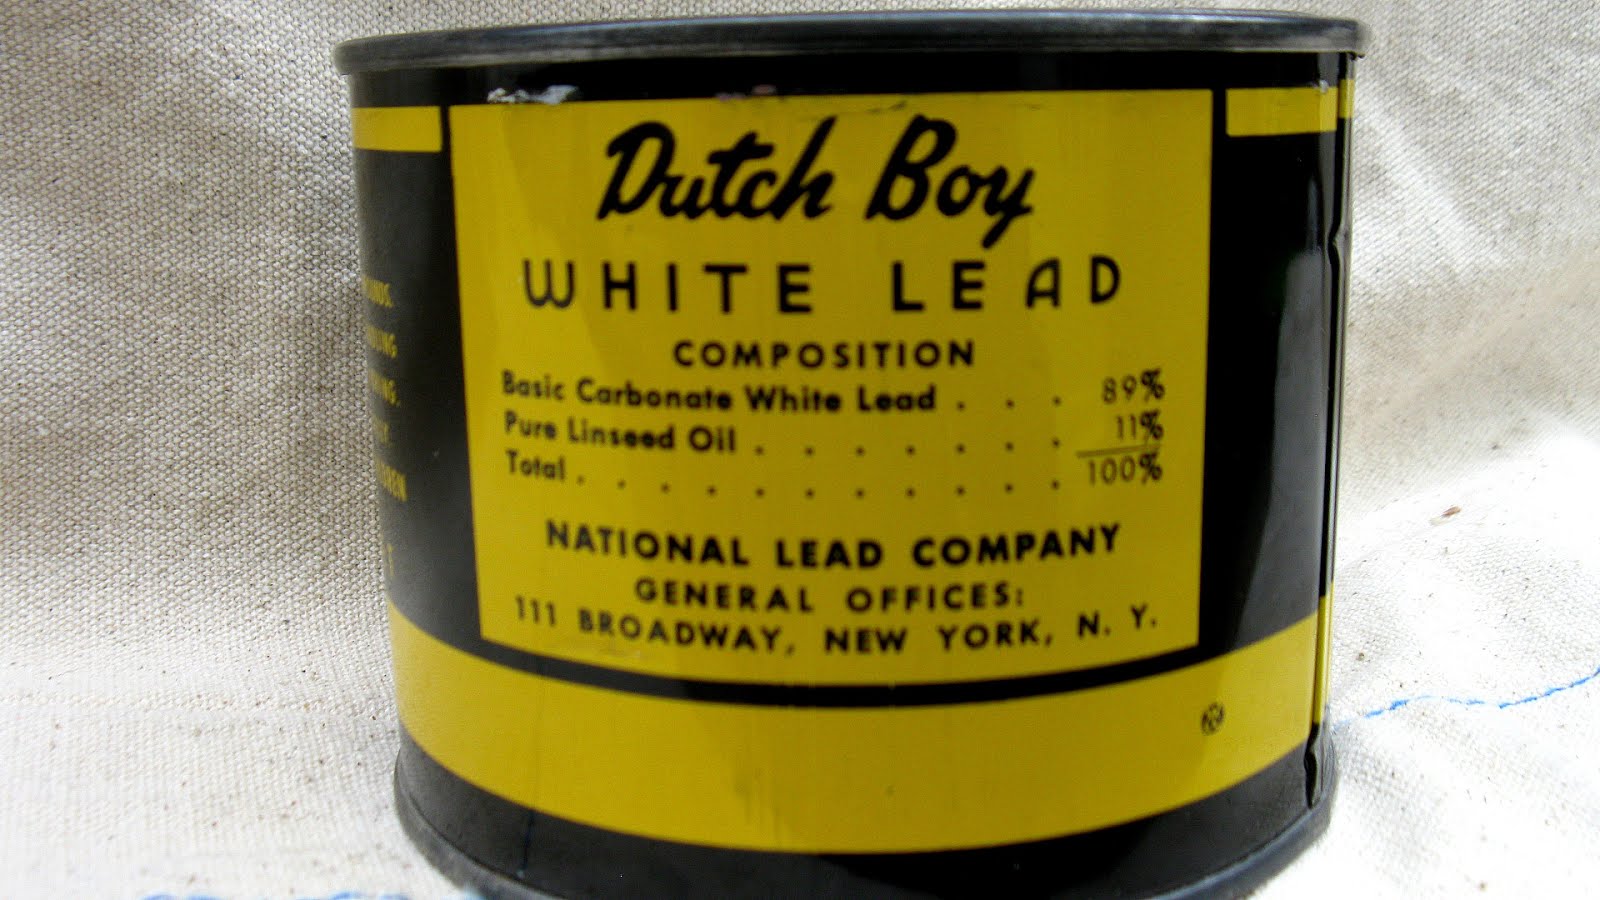 Dutch Boy
WHITE LEAD
COMPOSITION
Basic Carbonate White Lead . . . 89%
Pure Linseed Oil . . . . . . . . 11%
Total . . . . . . . . . . . . 100%
NATIONAL LEAD COMPANY
GENERAL OFFICES:
111 BROADWAY, NEW YORK, N. Y.